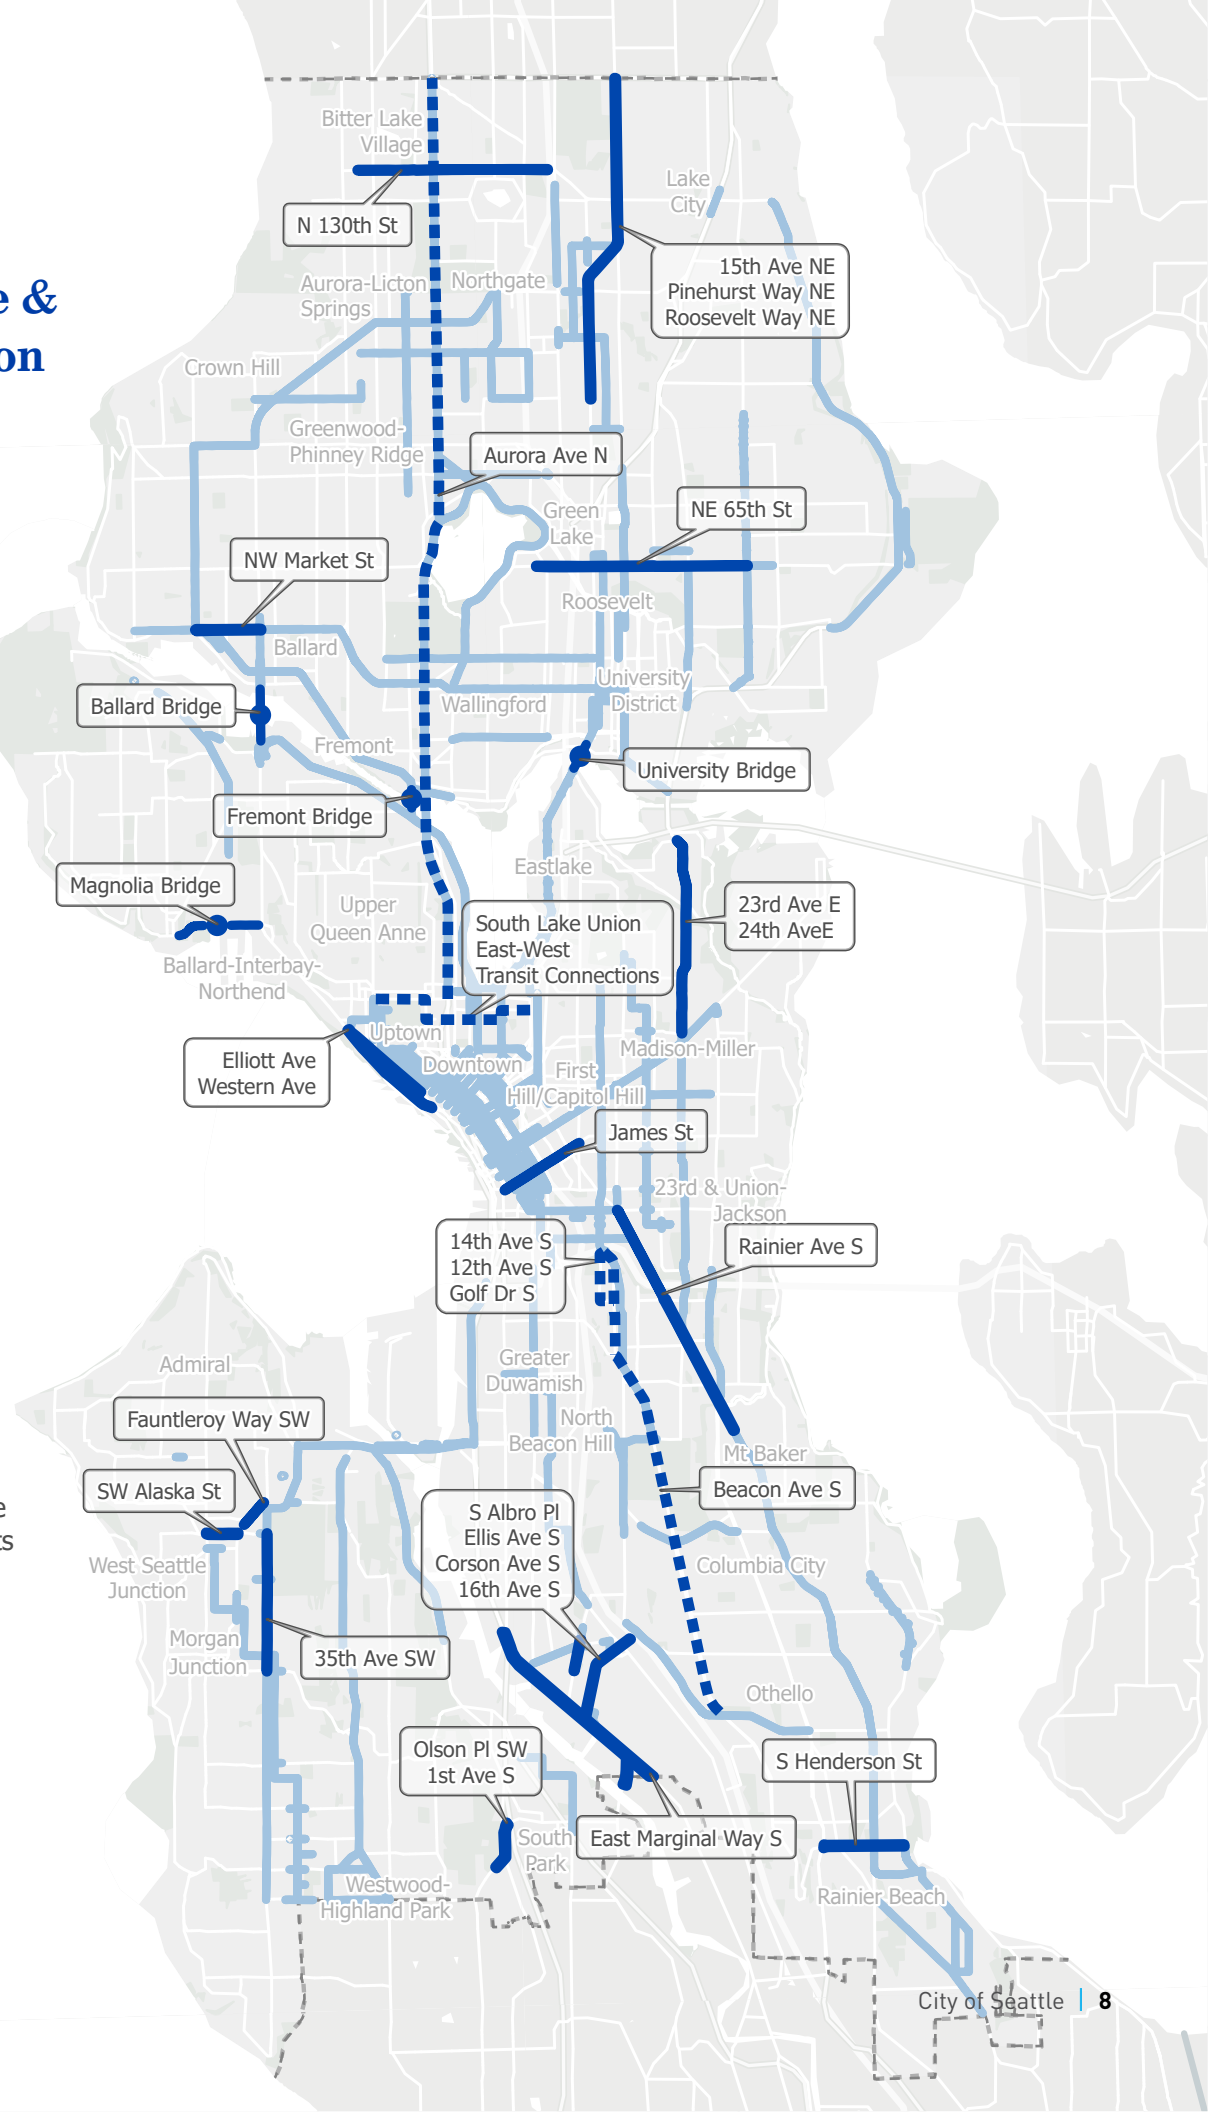 Bitter Lake
Village
Lake
City
N 130th St
15th Ave NE
Pinehurst Way NE
Roosevelt Way NE
Aurora-Licton
Springs
Northgate
e &
on
Crown Hill
Greenwood-
Phinney Ridge
Aurora Ave N
NE 65th St
Green
Lake
NW Market St
Roosevelt
Ballard
University
District
Ballard Bridge
Wallingford
Fremont
University Bridge
Fremont Bridge
Eastlake
Magnolia Bridge
Upper
Queen Anne
23rd Ave E
24th AveE
South Lake Union
East-West
Transit Connections
Ballard-Interbay-
Northend
Uptown
Madison-Miller
Elliott Ave
Western Ave
Downtown
First
Hill/Capitol Hill
James St
23rd & Union-
Jackson
14th Ave S
12th Ave S
Golf Dr S
Rainier Ave S
Admiral
Greater
Duwamish
Fauntleroy Way SW
North
Beacon Hill
Mt Baker
SW Alaska St
Beacon Ave S
e
ts
S Albro Pl
Ellis Ave S
Corson Ave S
16th Ave S
West Seattle
Junction
Columbia City
Morgan
Junction
35th Ave SW
Othello
Olson Pl SW
1st Ave S
S Henderson St
South
Park
East Marginal Way S
Westwood-
Highland Park
Rainier Beach
City of Seattle | 8